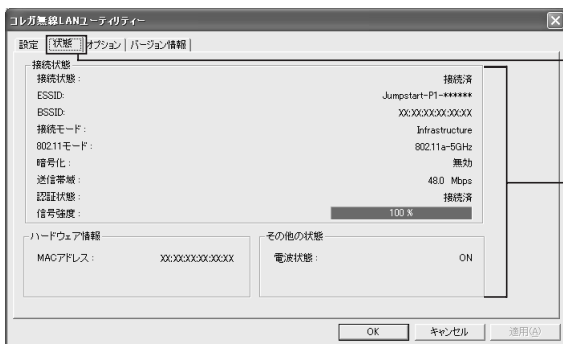 コレガ無線LANユーティリティー
設定 状態 オプション バージョン情報
接続状態
接続状態： 接続済
ESSID: Jumpstart-P1-******
BSSID: XX:XX:XX:XX:XX:XX
接続モード： Infrastructure
802.11モード： 802.11a-5GHz
暗号化： 無効
送信帯域： 48.0 Mbps
認証状態： 接続済
信号強度： 100 %
ハードウェア情報
MACアドレス： XX:XX:XX:XX:XX:XX
その他の状態
電波状態： ON
OK キャンセル 適用(A)